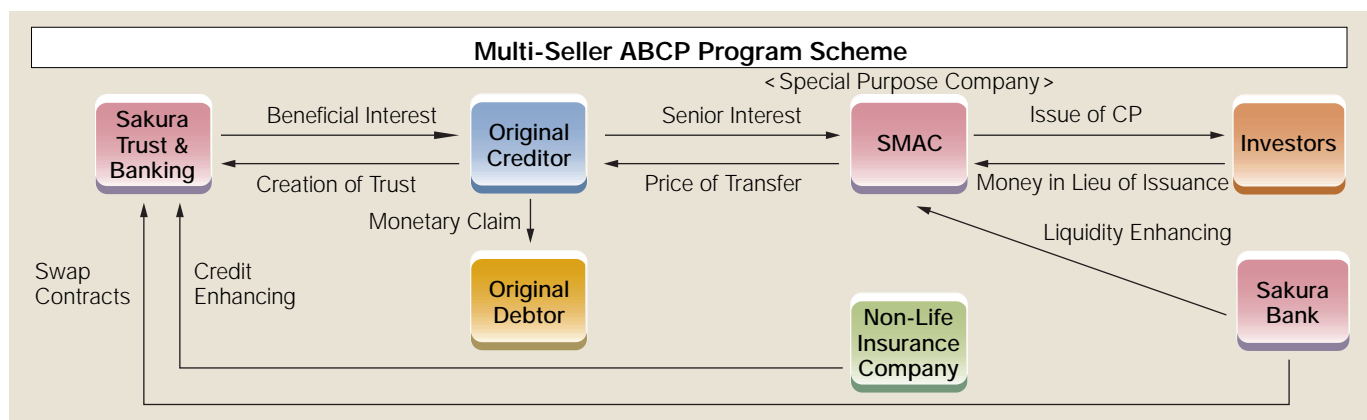 Multi-Seller ABCP Program Scheme
< Special Purpose Company >
Sakura
Trust &
Banking
Beneficial Interest
Creation of Trust
Original
Creditor
Senior Interest
Price of Transfer
SMAC
Issue of CP
Money in Lieu of Issuance
Investors
Monetary Claim
Liquidity Enhancing
Swap
Contracts
Credit
Enhancing
Original
Debtor
Non-Life
Insurance
Company
Sakura
Bank